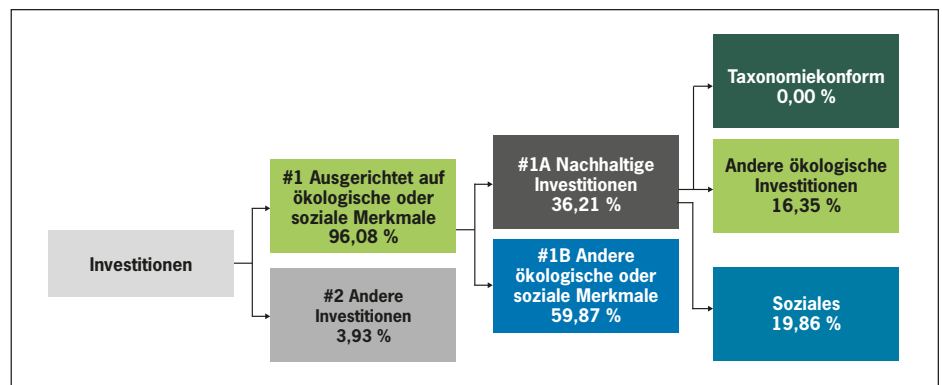 Investitionen
#1 Ausgerichtet auf
ökologische oder
soziale Merkmale
96,08 %
#2 Andere
Investitionen
3,93 %
#1A Nachhaltige
Investitionen
36,21 %
#1B Andere
ökologische oder
soziale Merkmale
59,87 %
Taxonomiekonform
0,00 %
Andere ökologische
Investitionen
16,35 %
Soziales
19,86 %